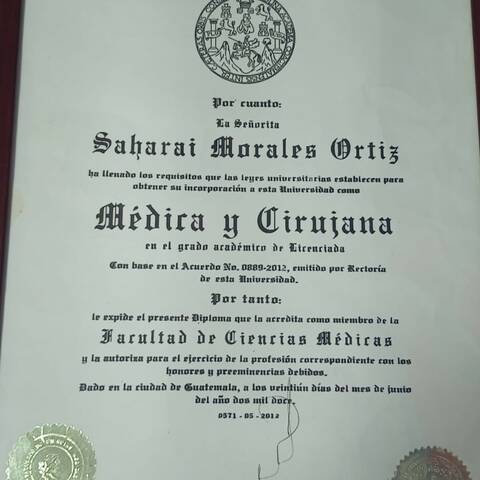 Por cuanto:
La Señorita
Saharai Morales Ortiz
ha llenado los requisitos que las leyes universitarias establecen para
obtener su incorporación a esta Universidad como
Médica y Cirujana
en el grado académico de Licenciada
Con base en el Acuerdo No. 0889-2012, emitido por Rectoría
de esta Universidad.
Por tanto:
le expide el presente Diploma que la acredita como miembro de la
Facultad de Ciencias Médicas
y la autoriza para el ejercicio de la profesión correspondiente con los
honores y preeminencias debidos.
Dado en la ciudad de Guatemala, a los veintiún días del mes de junio
del año dos mil doce.
0571 - 05 - 2012